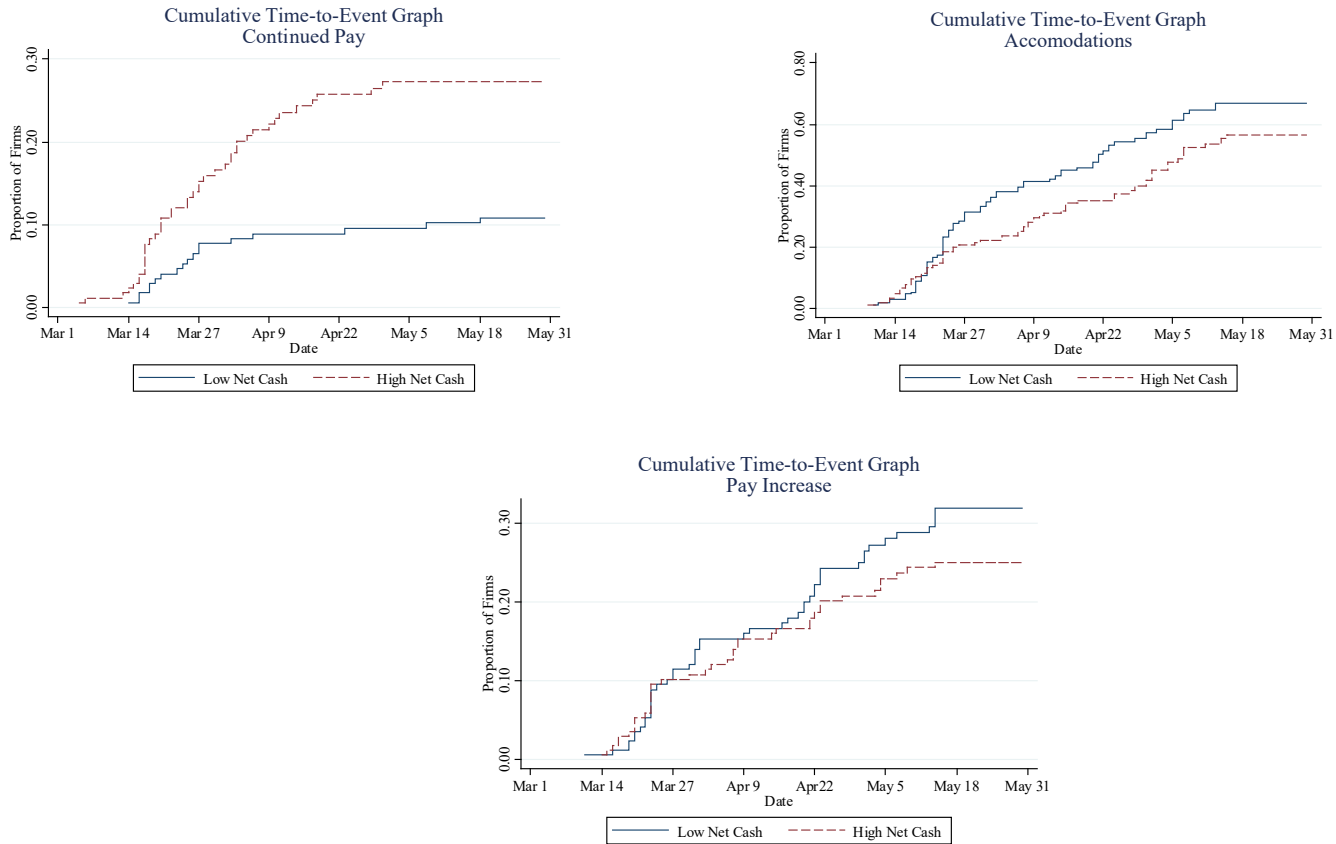 Cumulative Time-to-Event Graph
Continued Pay
Proportion of Firms
0.30
0.20
0.10
0.00
Mar 1 Mar 14 Mar 27 Apr 9 Apr 22 May 5 May 18 May 31
Date
Low Net Cash High Net Cash
Cumulative Time-to-Event Graph
Accomodations
Proportion of Firms
0.80
0.60
0.40
0.20
0.00
Mar 1 Mar 14 Mar 27 Apr 9 Apr 22 May 5 May 18 May 31
Date
Low Net Cash High Net Cash
Cumulative Time-to-Event Graph
Pay Increase
Proportion of Firms
0.30
0.20
0.10
0.00
Mar 1 Mar 14 Mar 27 Apr 9 Apr 22 May 5 May 18 May 31
Date
Low Net Cash High Net Cash